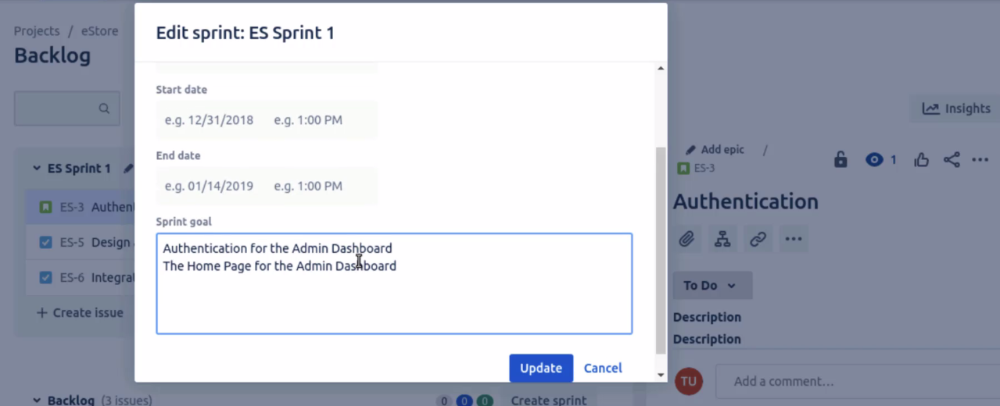 Projects / eStore
Backlog
Edit sprint: ES Sprint 1
Start date
e.g. 12/31/2018 e.g. 1:00 PM
End date
e.g. 01/14/2019 e.g. 1:00 PM
Sprint goal
Authentication for the Admin Dashboard
The Home Page for the Admin Dashboard
Update Cancel
ES Sprint 1
ES-3 Authent
ES-5 Design
ES-6 Integrat
+ Create issue
Backlog (3 issues) 0 0 0 Create sprint
Insights
Add epic /
ES-3
1
Authentication
To Do
Description
Description
TU Add a comment...